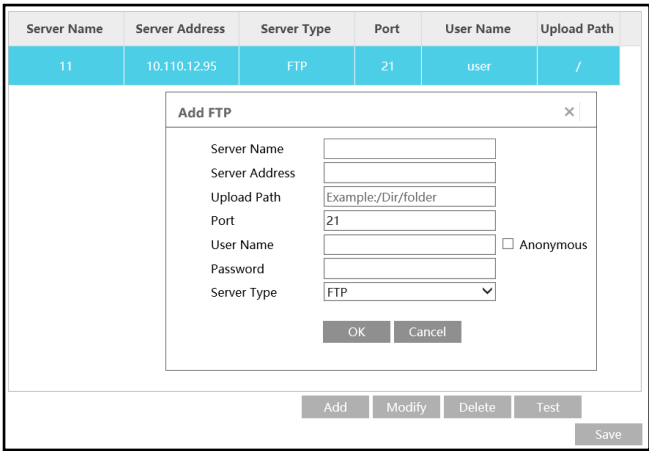 Server Name Server Address Server Type Port User Name Upload Path
11 10.110.12.95 FTP 21 user /
Add FTP ×
Server Name
Server Address
Upload Path Example:/Dir/folder
Port 21
User Name Anonymous
Password
Server Type FTP
OK Cancel
Add Modify Delete Test
Save